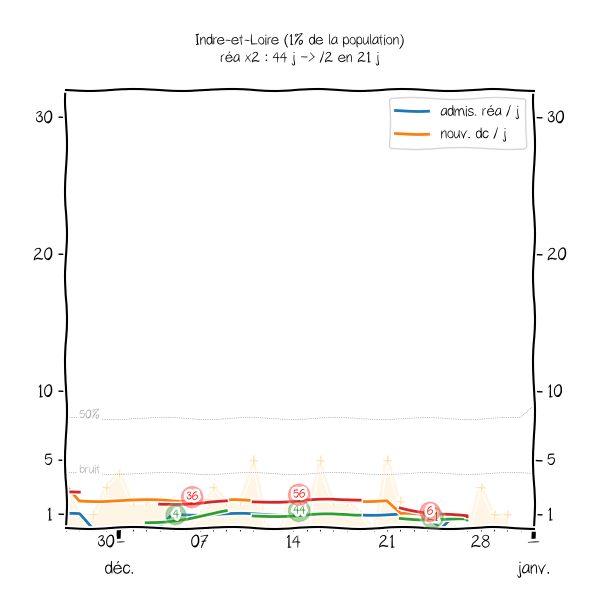 Indre-et-Loire (1% de la population)
réa x2 : 44 j -> /2 en 21 j
admis. réa / j
nouv. dc / j
30 30
20 20
10 10
50%
5 5
bruit
36 56 6
4 44
1 1
30 07 14 21 28
déc. janv.